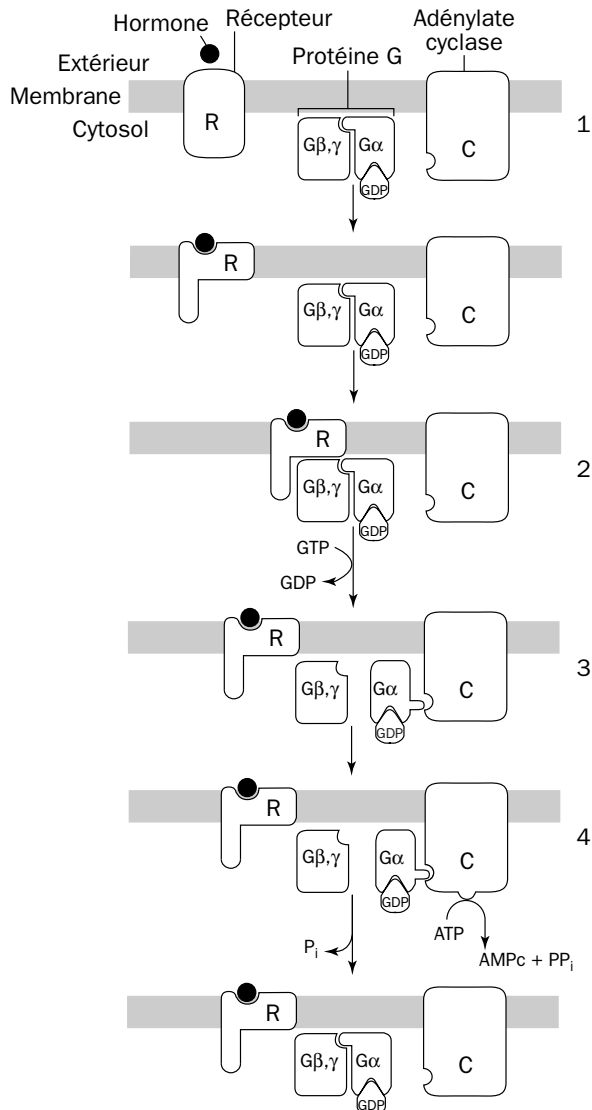 Hormone
Récepteur
Adénylate
cyclase
Extérieur
Protéine G
Membrane
Cytosol
R
Gβ,γ
Gα
GDP
C
1
R
Gβ,γ
Gα
GDP
C
R
Gβ,γ
Gα
GDP
C
2
GTP
GDP
R
Gβ,γ
Gα
GDP
C
3
R
Gβ,γ
Gα
GDP
C
4
Pi
ATP
AMPc + PPi
R
Gβ,γ
Gα
GDP
C